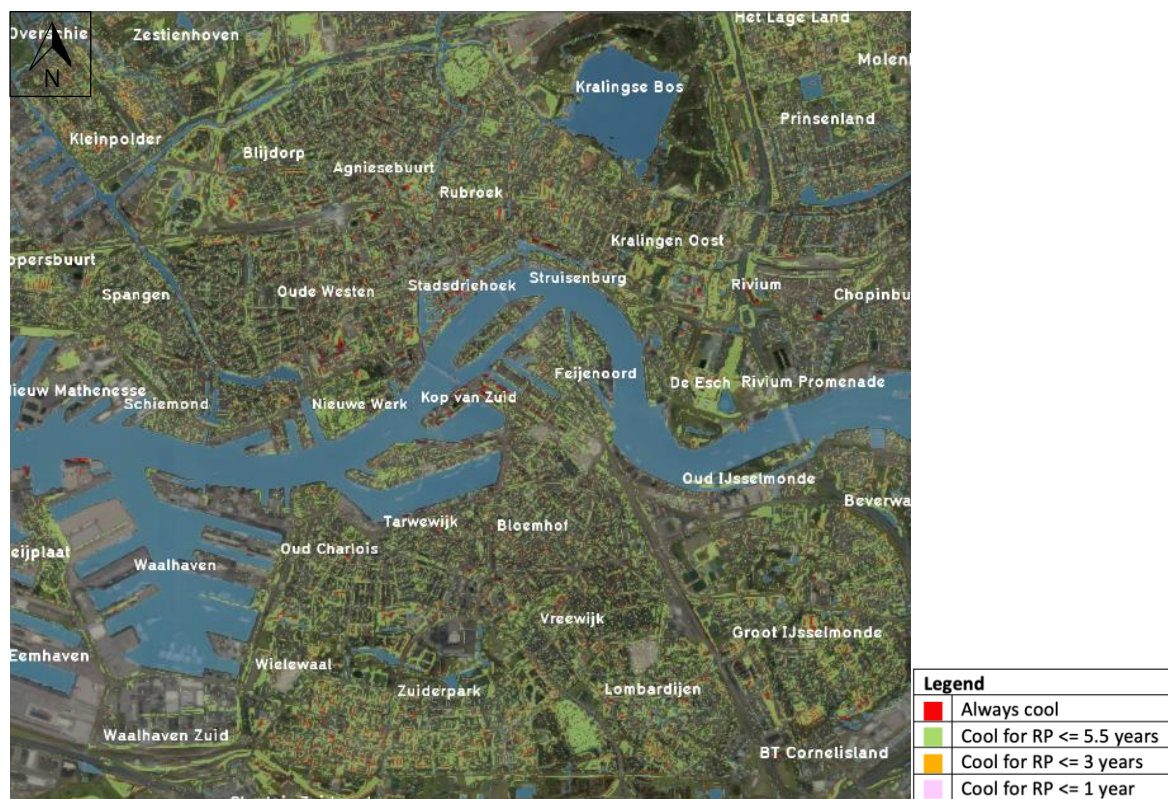 Het Lage Land
Overschie
Zestienhoven
N
Kralingse Bos
Prinsenland
Kleinpolder
Blijdorp
Agniesebuurt
Rubroek
Kralingen Oost
oppersbuurt
Spangen
Oude Westen
Stadsdriehoek
Struisenburg
Rivium
Chopinbu
Nieuw Mathenesse
Schiemond
Nieuwe Werk
Kop van Zuid
Feijenoord
De Esch
Rivium Promenade
Oud IJsselmonde
Beverwa
Tarwewijk
Bloemhof
eijplaat
Waalhaven
Oud Charlois
Vreewijk
Groot IJsselmonde
Eemhaven
Wielewaal
Zuiderpark
Lombardijen
Waalhaven Zuid
BT Cornelisland
Legend
Always cool
Cool for RP <= 5.5 years
Cool for RP <= 3 years
Cool for RP <= 1 year